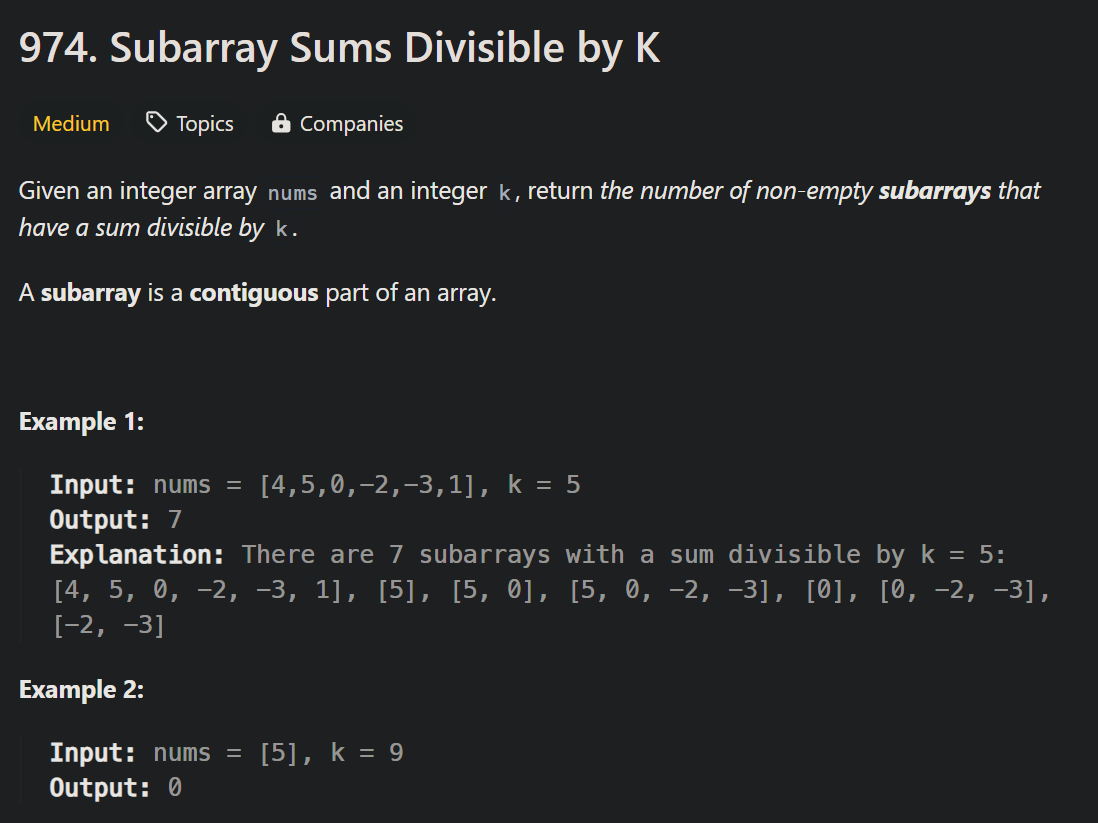 974. Subarray Sums Divisible by K
Medium Topics Companies
Given an integer array nums and an integer k, return the number of non-empty subarrays that
have a sum divisible by k.
A subarray is a contiguous part of an array.
Example 1:
Input: nums = [4,5,0,-2,-3,1], k = 5
Output: 7
Explanation: There are 7 subarrays with a sum divisible by k = 5:
[4, 5, 0, -2, -3, 1], [5], [5, 0], [5, 0, -2, -3], [0], [0, -2, -3],
[-2, -3]
Example 2:
Input: nums = [5], k = 9
Output: 0